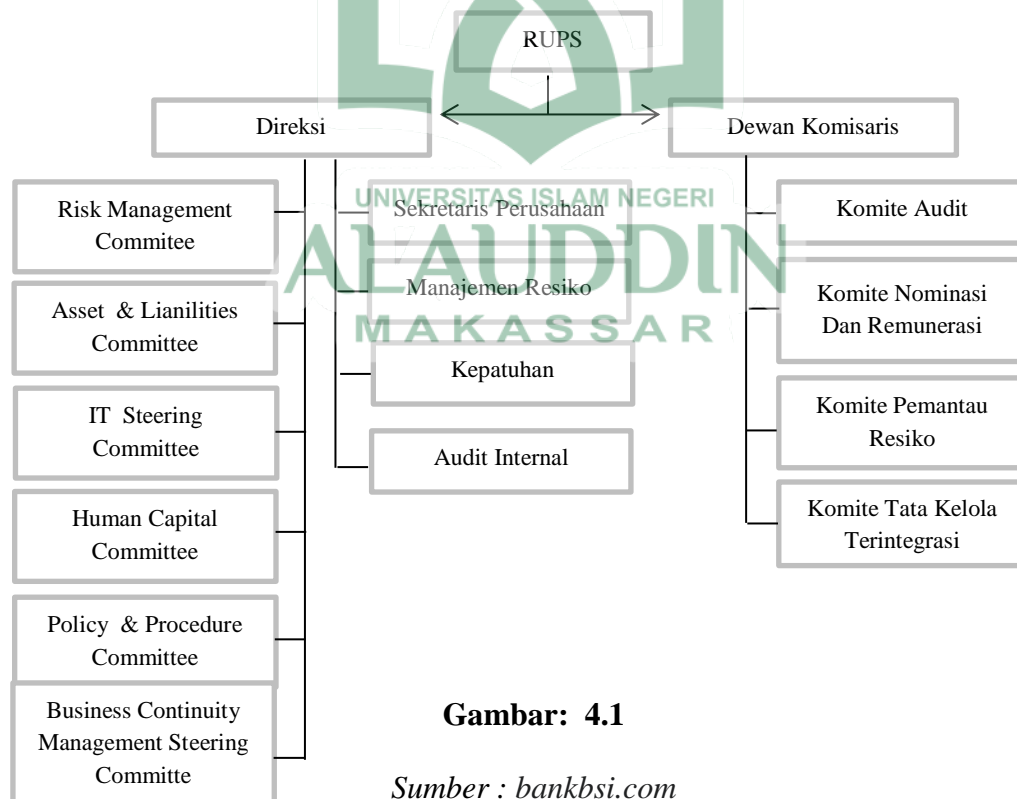 RUPS
Direksi
Dewan Komisaris
Risk Management
Commitee
Asset & Lianilities
Committee
IT Steering
Committee
Human Capital
Committee
Policy & Procedure
Committee
Business Continuity
Management Steering
Committe
Sekretaris Perusahaan
Manajemen Resiko
Kepatuhan
Audit Internal
Komite Audit
Komite Nominasi
Dan Remunerasi
Komite Pemantau
Resiko
Komite Tata Kelola
Terintegrasi
UNIVERSITAS ISLAM NEGERI
ALAUDDIN
MAKASSAR
Gambar: 4.1
Sumber : bankbsi.com